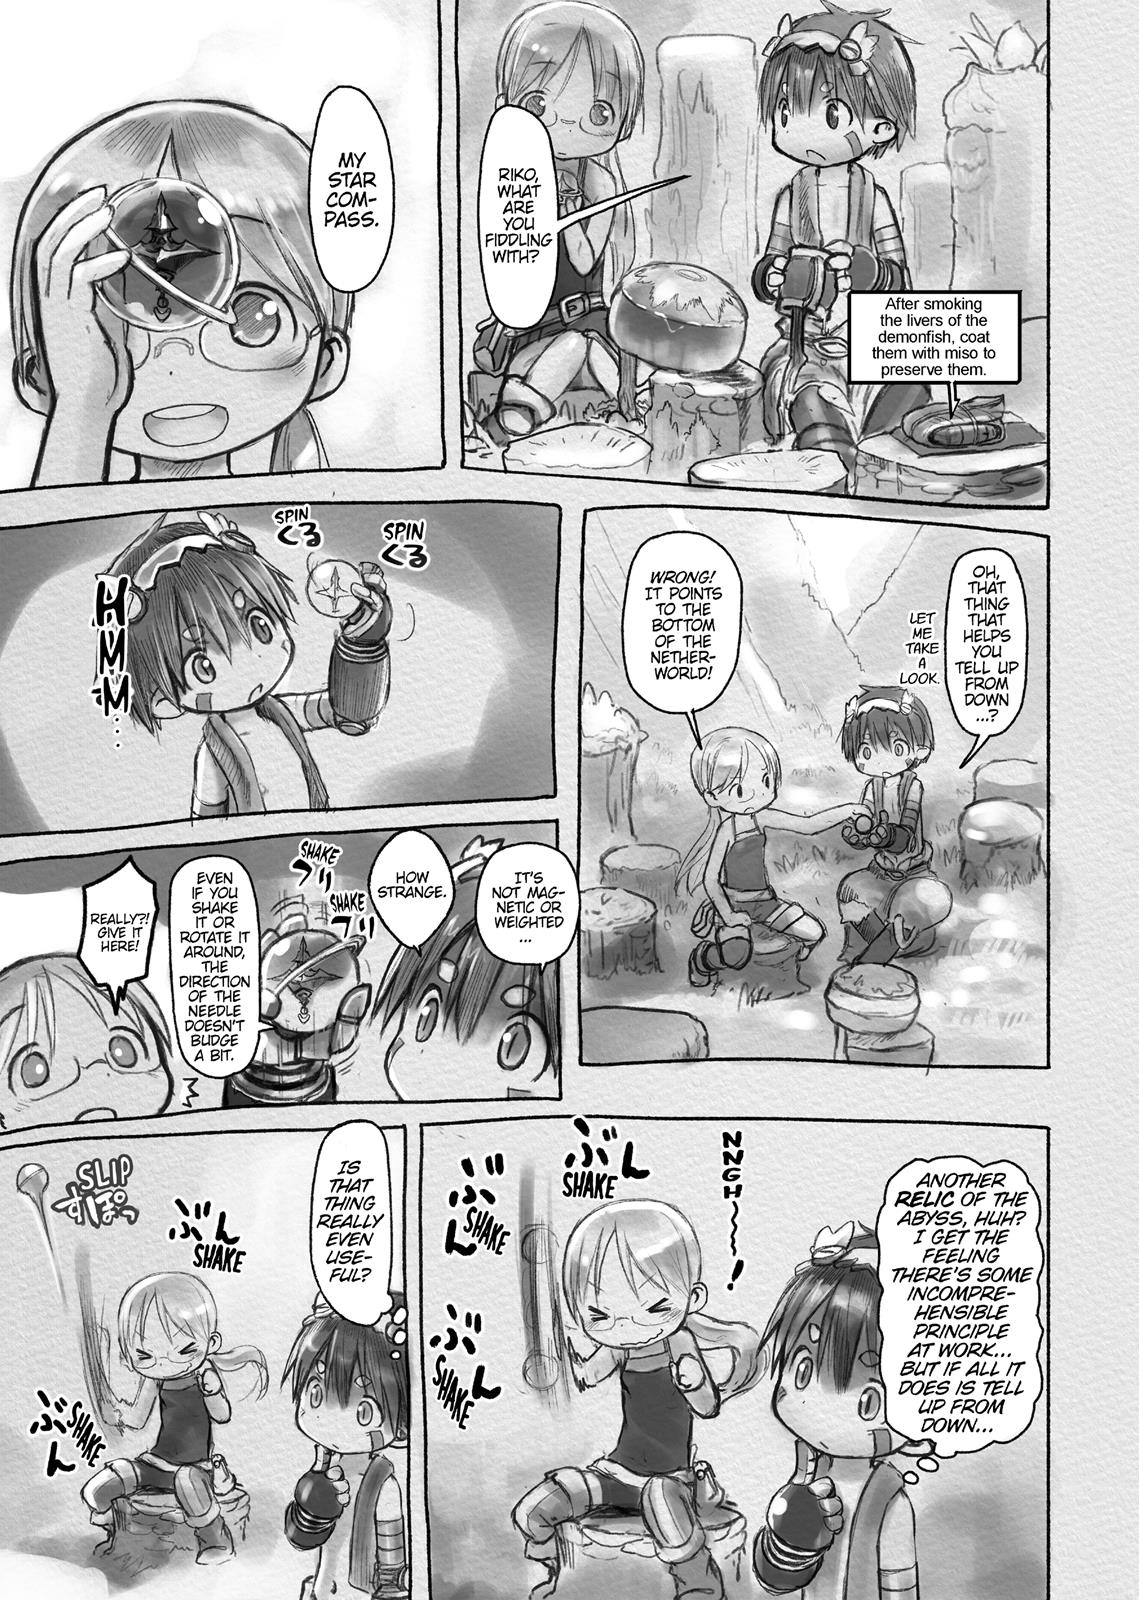 RIKO,
WHAT
ARE
YOU
FIDDLING
WITH?
After smoking
the livers of the
demonfish, coat
them with miso to
preserve them.
MY
STAR
COM-
PASS.
OH,
THAT
THING
THAT
HELPS
YOU
TELL UP
FROM
DOWN
...?
LET
ME
TAKE
A
LOOK.
WRONG!
IT POINTS
TO THE
BOTTOM
OF THE
NETHER-
WORLD!
SPIN
くる
SPIN
くる
HMM...
IT'S
NOT MAG-
NETIC OR
WEIGHTED
...
HOW
STRANGE.
SHAKE
フリ
SHAKE
フリ
EVEN
IF YOU
SHAKE
IT OR
ROTATE IT
AROUND,
THE
DIRECTION
OF THE
NEEDLE
DOESN'T
BUDGE
A BIT.
REALLY?!
GIVE IT
HERE!
ANOTHER
RELIC OF THE
ABYSS, HUH?
I GET THE
FEELING
THERE'S SOME
INCOMPRE-
HENSIBLE
PRINCIPLE
AT WORK...
BUT IF ALL IT
DOES IS TELL
UP FROM
DOWN...
NNGH~~!
ぶん
SHAKE
ぶん
SHAKE
ぶん
SHAKE
IS
THAT
THING
REALLY
EVEN
USE-
FUL?
ぶん
SHAKE
ぶん
SHAKE
SLIP
すぽっ